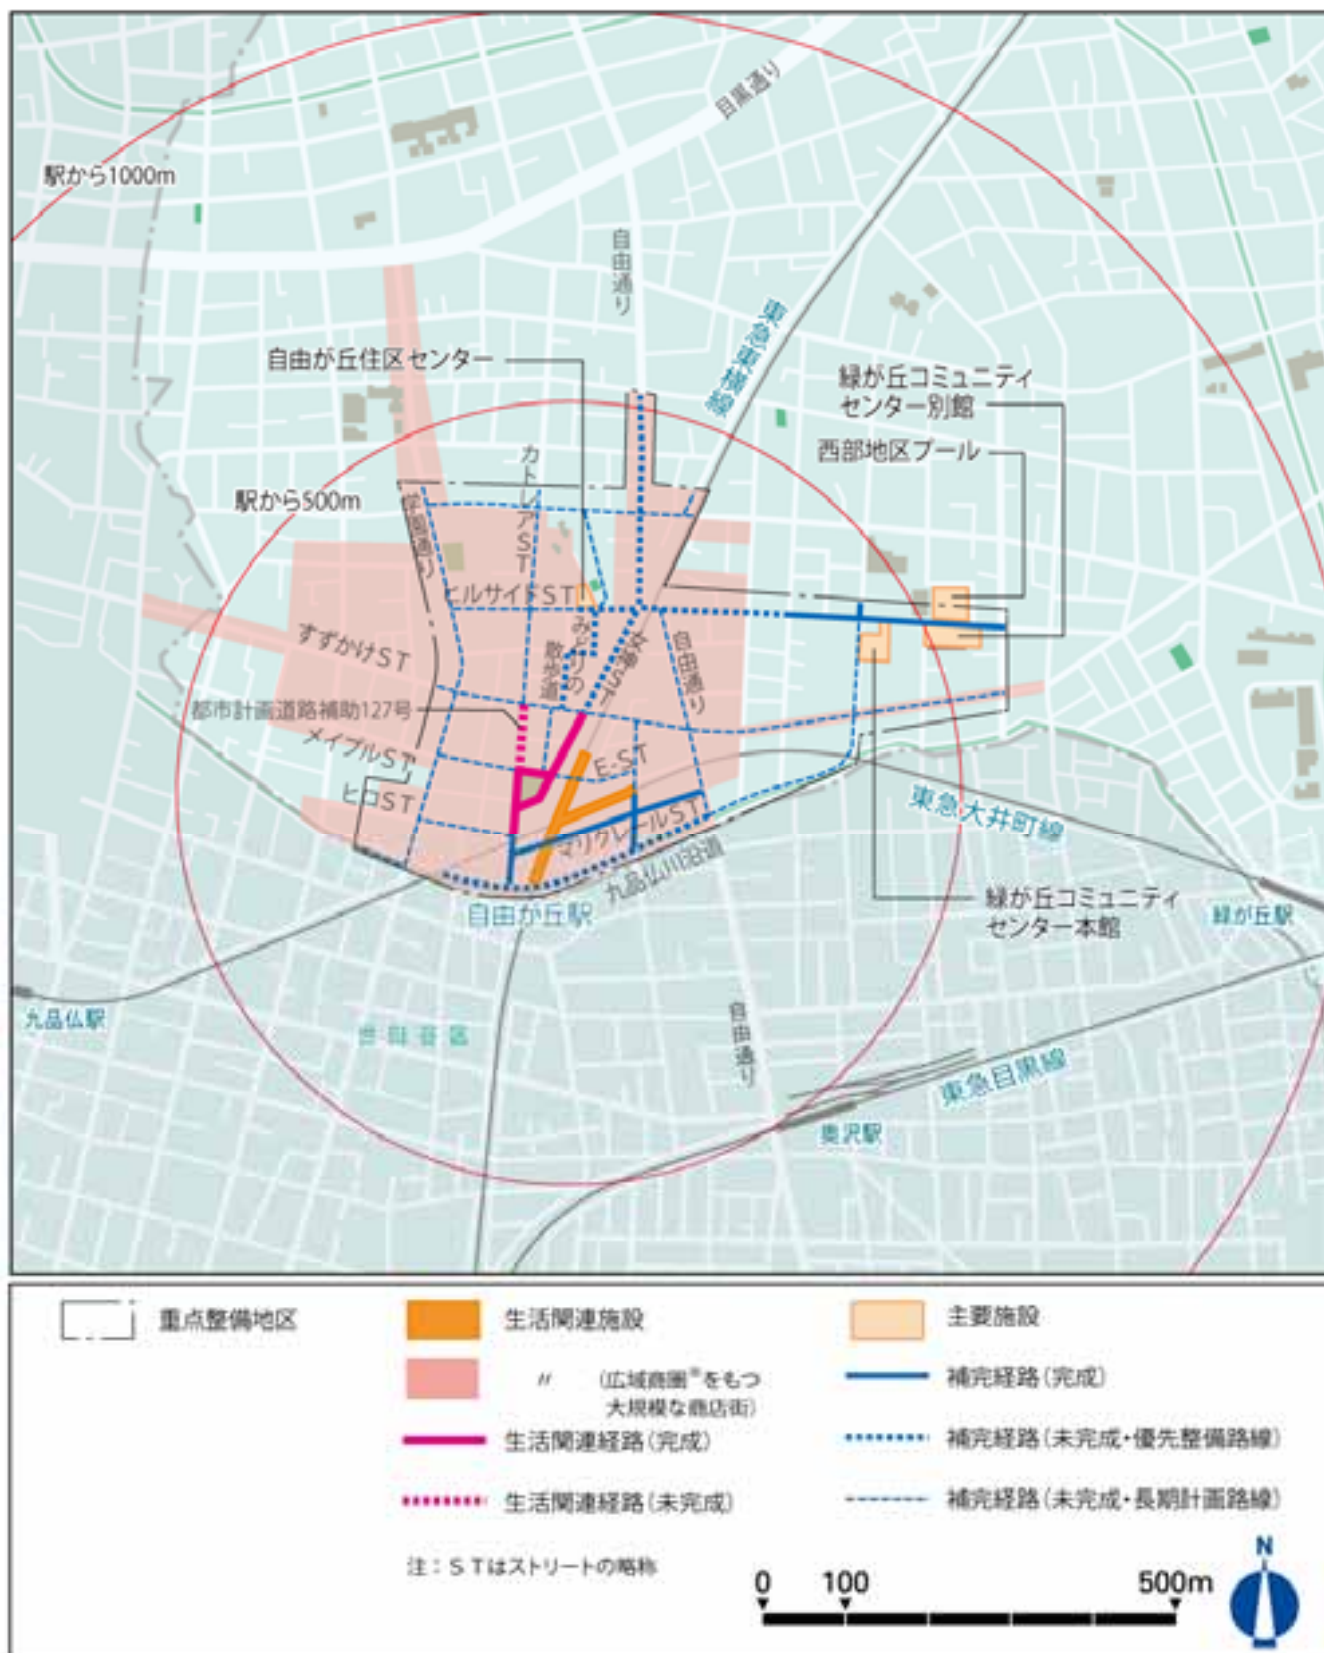 目黒通り
駅から1000m
自由通り
東急東横線
自由が丘住区センター
緑が丘コミュニティ
センター別館
西部地区プール
カトレアST
駅から500m
学園通り
ヒルサイドST
みどりの
散歩道
女神ST
自由通り
すずかけST
都市計画道路補助127号
メイプルST
E-ST
ヒロST
マリクレールST
東急大井町線
九品仏川沿道
緑が丘コミュニティ
センター本館
自由が丘駅
緑が丘駅
九品仏駅
世田谷区
自由通り
東急目黒線
奥沢駅
重点整備地区
生活関連施設
主要施設
〃 (広域商圏※をもつ
大規模な商店街)
補完経路(完成)
生活関連経路(完成)
補完経路(未完成・優先整備路線)
生活関連経路(未完成)
補完経路(未完成・長期計画路線)
注:STはストリートの略称
N
0 100 500m